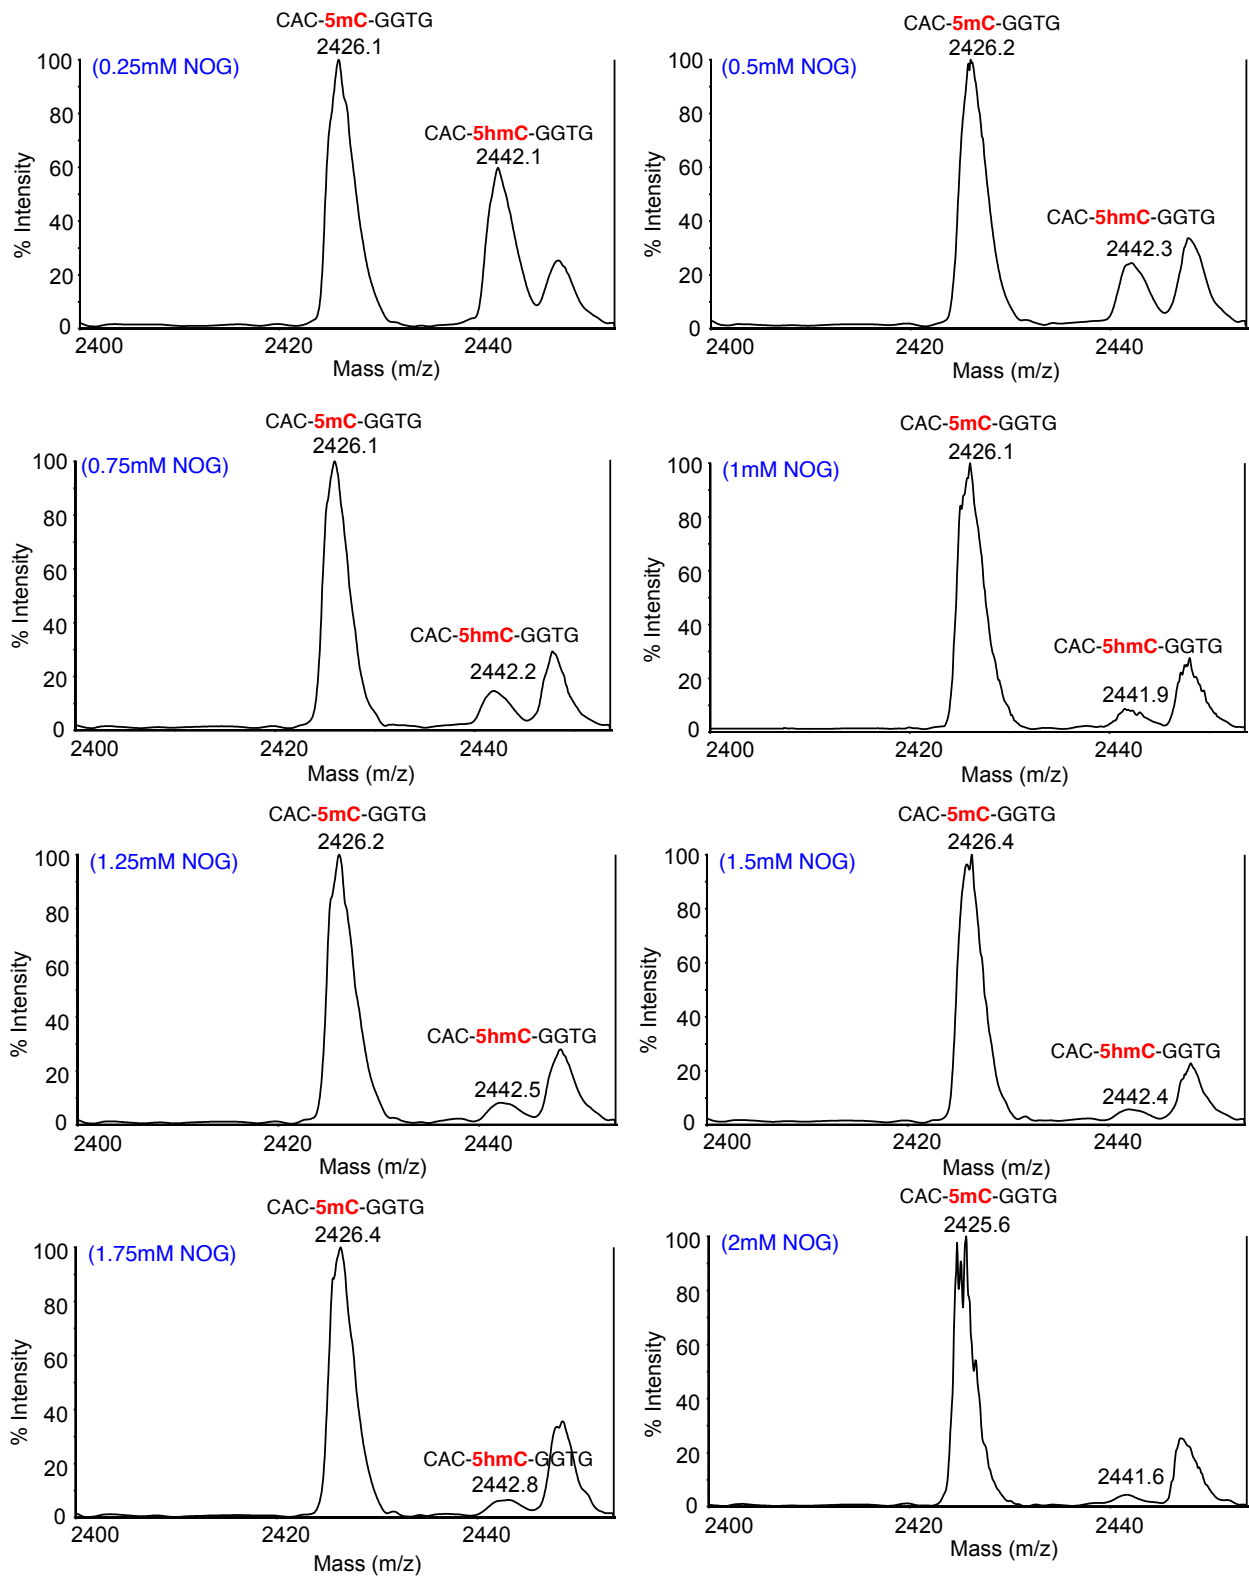 CAC-5mC-GGTG
2426.1
(0.25mM NOG)
CAC-5hmC-GGTG
2442.1
100
80
60
40
20
0
% Intensity
2400
2420
2440
Mass (m/z)
CAC-5mC-GGTG
2426.2
(0.5mM NOG)
CAC-5hmC-GGTG
2442.3
100
80
60
40
20
0
% Intensity
2400
2420
2440
Mass (m/z)
CAC-5mC-GGTG
2426.1
(0.75mM NOG)
CAC-5hmC-GGTG
2442.2
100
80
60
40
20
0
% Intensity
2400
2420
2440
Mass (m/z)
CAC-5mC-GGTG
2426.1
(1mM NOG)
CAC-5hmC-GGTG
2441.9
100
80
60
40
20
0
% Intensity
2400
2420
2440
Mass (m/z)
CAC-5mC-GGTG
2426.2
(1.25mM NOG)
CAC-5hmC-GGTG
2442.5
100
80
60
40
20
0
% Intensity
2400
2420
2440
Mass (m/z)
CAC-5mC-GGTG
2426.4
(1.5mM NOG)
CAC-5hmC-GGTG
2442.4
100
80
60
40
20
0
% Intensity
2400
2420
2440
Mass (m/z)
CAC-5mC-GGTG
2426.4
(1.75mM NOG)
CAC-5hmC-GGTG
2442.8
100
80
60
40
20
0
% Intensity
2400
2420
2440
Mass (m/z)
CAC-5mC-GGTG
2425.6
(2mM NOG)
2441.6
100
80
60
40
20
0
% Intensity
2400
2420
2440
Mass (m/z)